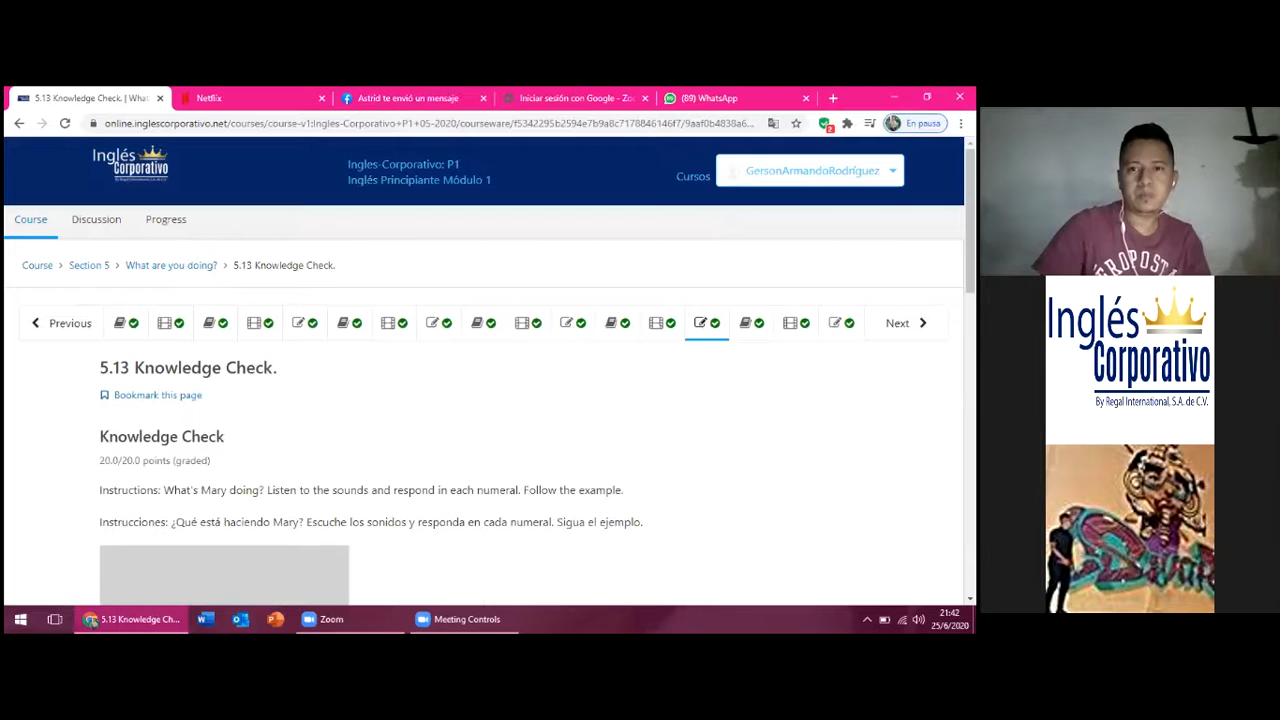 5.13 Knowledge Check. | Wha
Netflix
Astrid te envió un mensaje
Iniciar sesión con Google - Zoo
(89) WhatsApp
online.inglescorporativo.net/courses/course-v1:Ingles-Corporativo+P1+05-2020/courseware/f5342295b2594e7b9a8c7178846146f7/9aaf0b4838a6...
2
En pausa
Inglés
Corporativo
Ingles-Corporativo: P1
Inglés Principiante Módulo 1
Cursos
GersonArmandoRodríguez
Course
Discussion
Progress
Course > Section 5 > What are you doing? > 5.13 Knowledge Check.
Previous
Next
5.13 Knowledge Check.
Bookmark this page
Knowledge Check
20.0/20.0 points (graded)
Instructions: What's Mary doing? Listen to the sounds and respond in each numeral. Follow the example.
Instrucciones: ¿Qué está haciendo Mary? Escuche los sonidos y responda en cada numeral. Sigua el ejemplo.
5.13 Knowledge Ch...
Zoom
Meeting Controls
21:42
25/6/2020
AÉROPOSTA
Inglés
Corporativo
By Regal International, S.A. de C.V.